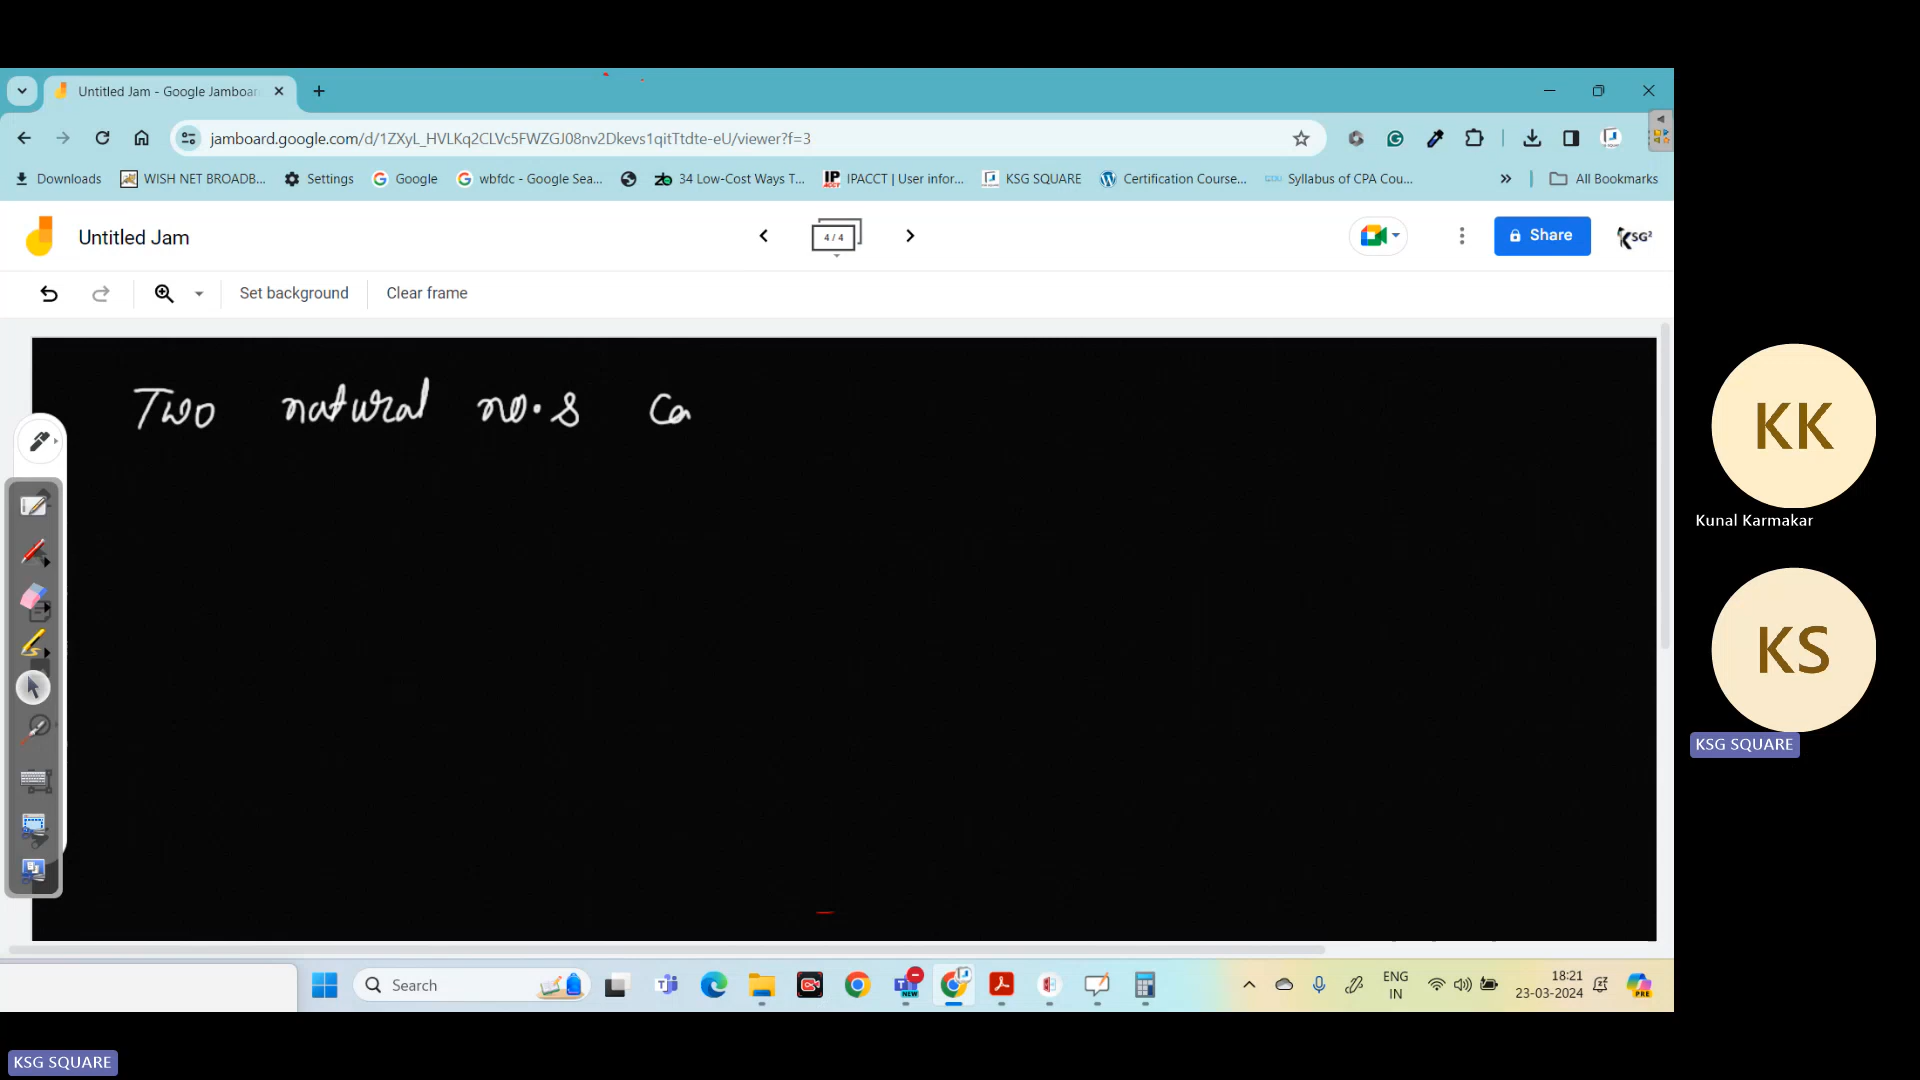 Untitled Jam - Google Jamboar
jamboard.google.com/d/1ZXyL_HVLKq2CLVc5FWZGJ08nv2Dkevs1qitTtdte-eU/viewer?f=3
Downloads WISH NET BROADB... Settings Google wbfdc - Google Sea... 34 Low-Cost Ways T... IPACCT | User infor... KSG SQUARE Certification Course... Syllabus of CPA Cou... » All Bookmarks
Untitled Jam 4 / 4 Share KSG²
Set background Clear frame
Two natural no.s Ca
KK
Kunal Karmakar
KS
KSG SQUARE
Search ENG IN 18:21 23-03-2024
KSG SQUARE